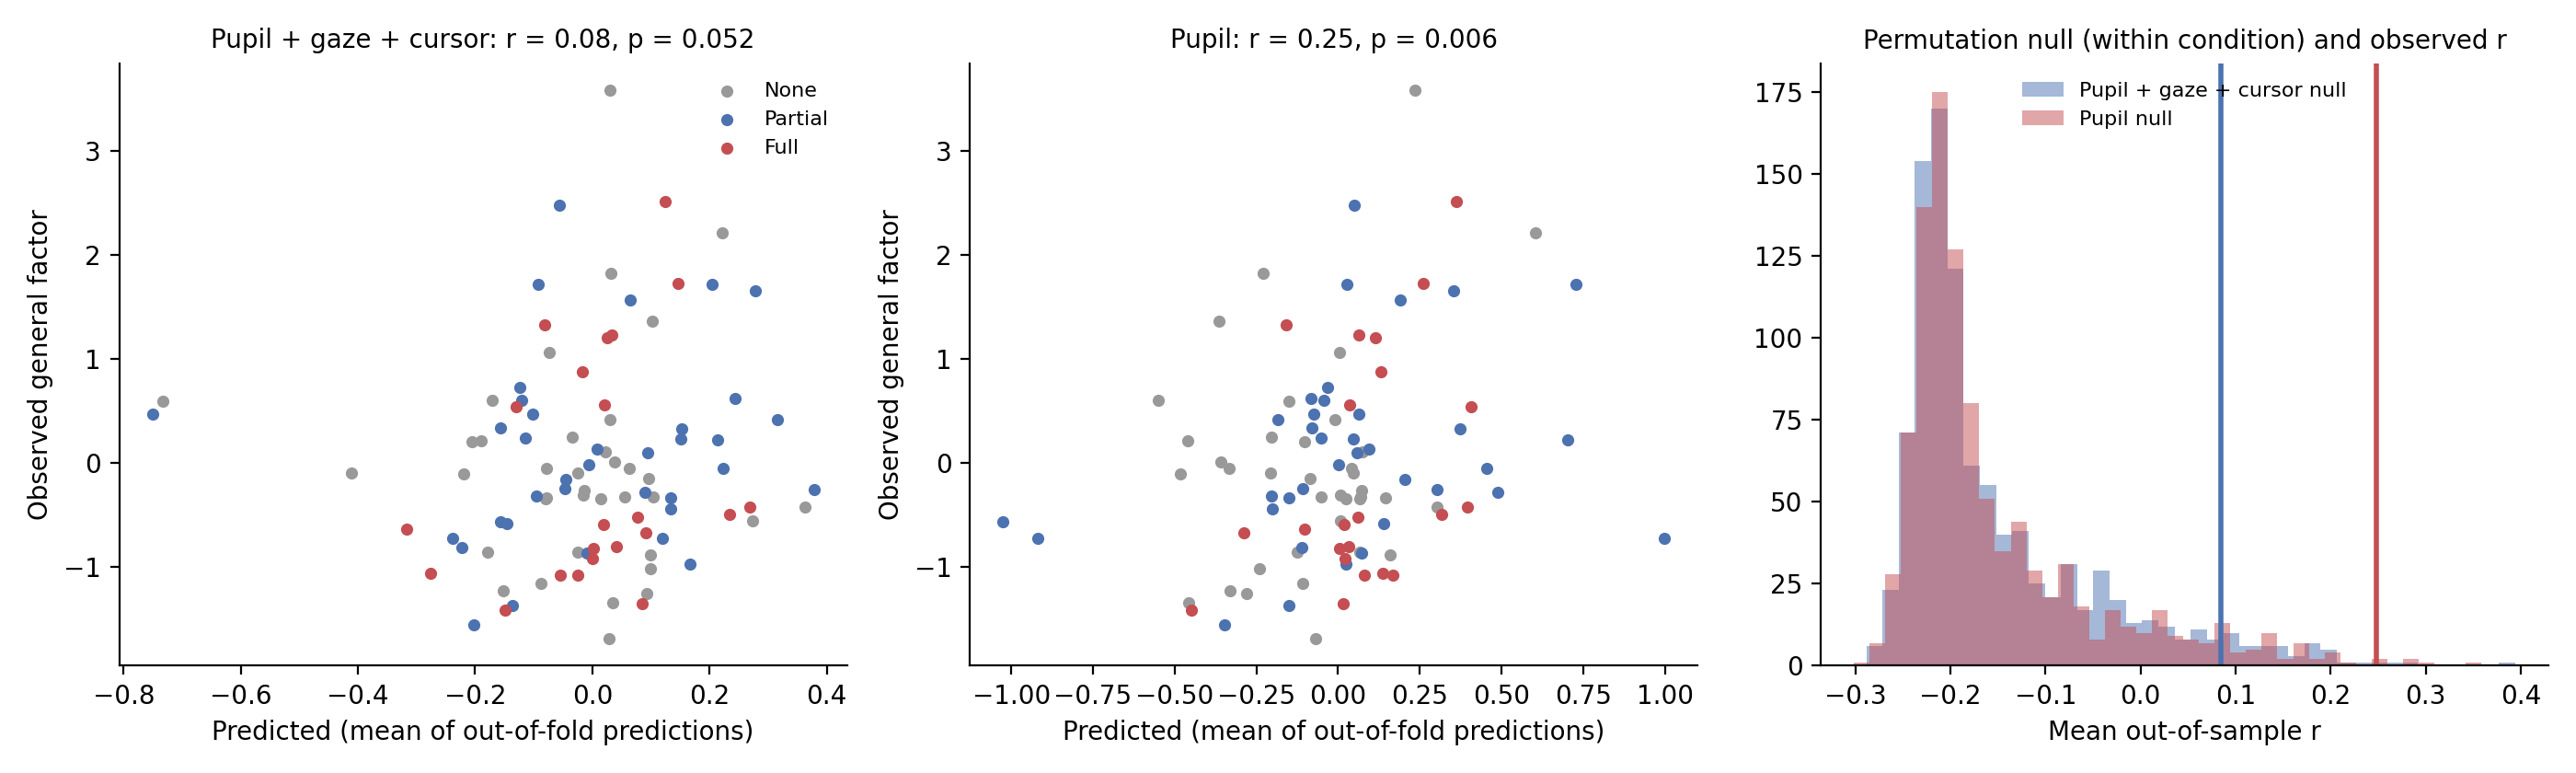 Pupil + gaze + cursor: r = 0.08, p = 0.052
None
Partial
Full
3
2
1
0
−1
Observed general factor
−0.8 −0.6 −0.4 −0.2 0.0 0.2 0.4
Predicted (mean of out-of-fold predictions)
Pupil: r = 0.25, p = 0.006
3
2
1
0
−1
Observed general factor
−1.00 −0.75 −0.50 −0.25 0.00 0.25 0.50 0.75 1.00
Predicted (mean of out-of-fold predictions)
Permutation null (within condition) and observed r
Pupil + gaze + cursor null
Pupil null
175
150
125
100
75
50
25
0
−0.3 −0.2 −0.1 0.0 0.1 0.2 0.3 0.4
Mean out-of-sample r